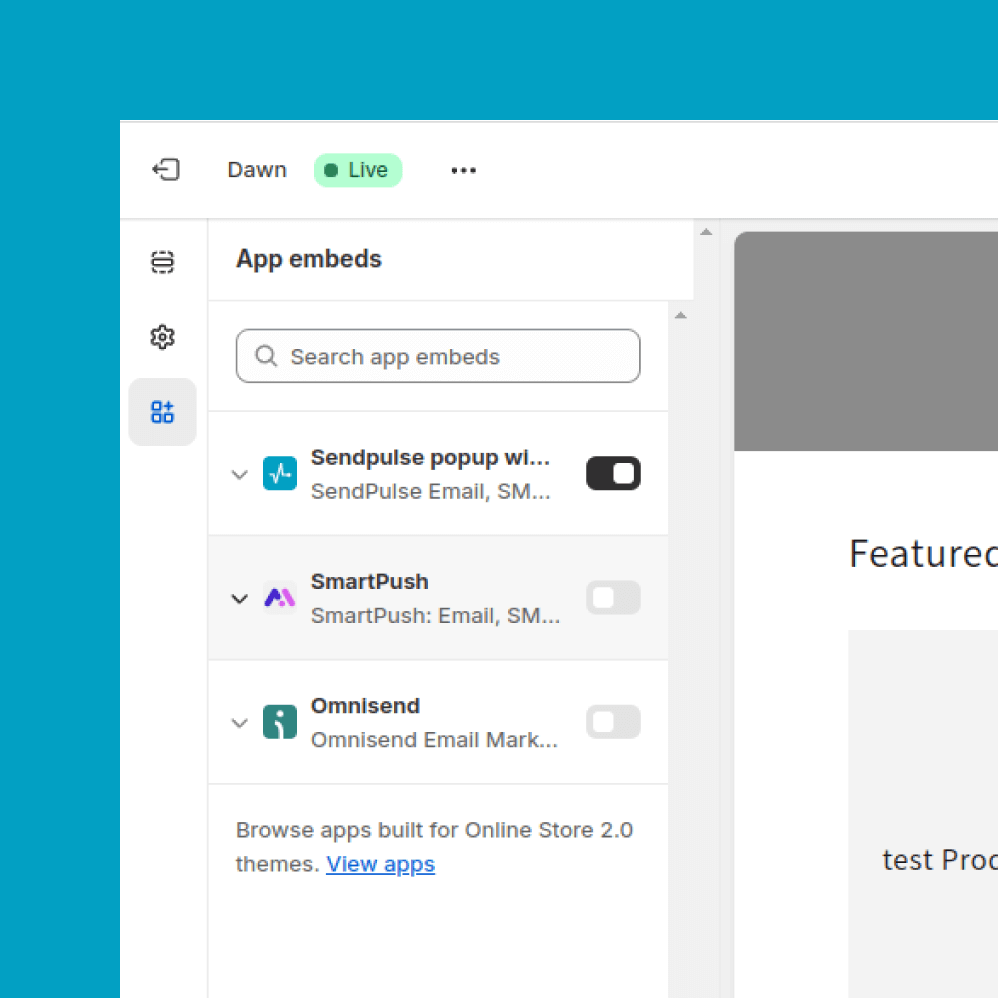 Dawn
Live
App embeds
Search app embeds
Sendpulse popup wi...
SendPulse Email, SM...
SmartPush
SmartPush: Email, SM...
Omnisend
Omnisend Email Mark...
Browse apps built for Online Store 2.0
themes. View apps
Featured
test Proc